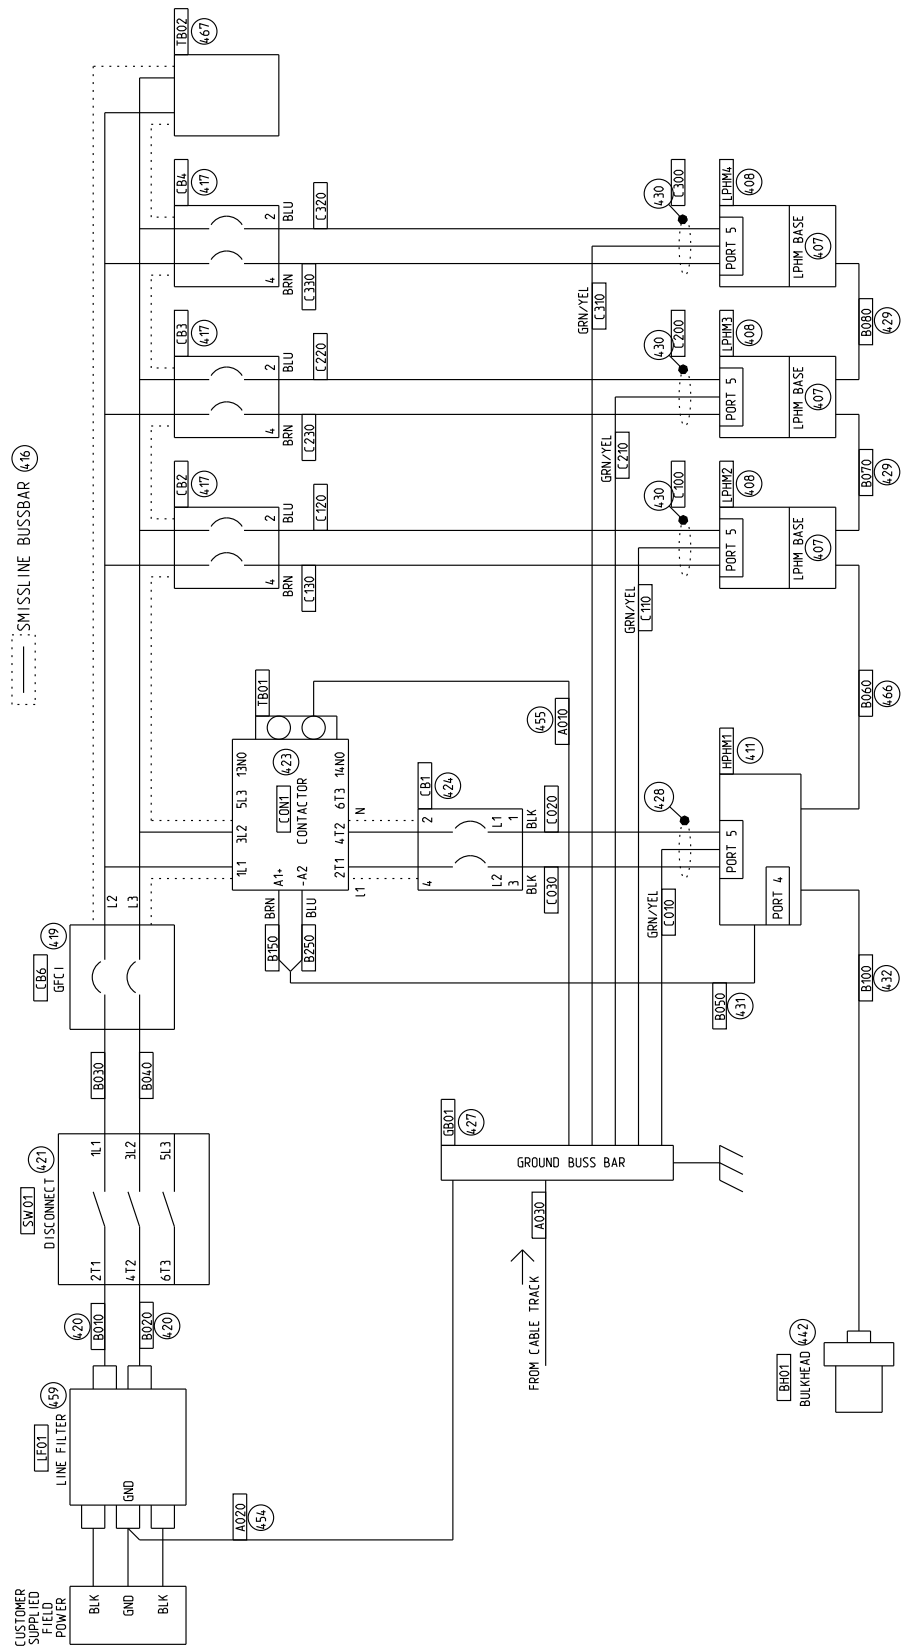 SMISSLINE BUSSBAR 416
CUSTOMER
SUPPLIED
FIELD
POWER
BLK
GND
BLK
LF01
459
LINE FILTER
GND
A020
454
420
B010
B020
420
SW01
421
DISCONNECT
2T1
1L1
4T2
3L2
6T3
5L3
B030
B040
CB6
419
GFCI
L2
L3
1L1
3L2
5L3
13NO
A1+
-A2
423
CON1
CONTACTOR
2T1
4T2
6T3
14NO
TB01
BRN
B150
BLU
B250
L1
N
CB1
424
4
2
L2
L1
3
1
BLK
C030
BLK
C020
455
A010
428
GRN/YEL
C010
HPHM1
411
PORT 5
PORT 4
B050
431
B100
432
B060
466
GB01
427
GROUND BUSS BAR
A030
FROM CABLE TRACK
BH01
442
BULKHEAD
CB2
417
4
2
BRN
C130
BLU
C120
430
C100
GRN/YEL
C110
LPHM2
408
PORT 5
LPHM BASE
407
B070
429
CB3
417
4
2
BRN
C230
BLU
C220
430
C200
GRN/YEL
C210
LPHM3
408
PORT 5
LPHM BASE
407
B080
429
CB4
417
4
2
BRN
C330
BLU
C320
430
C300
GRN/YEL
C310
LPHM4
408
PORT 5
LPHM BASE
407
TB02
467